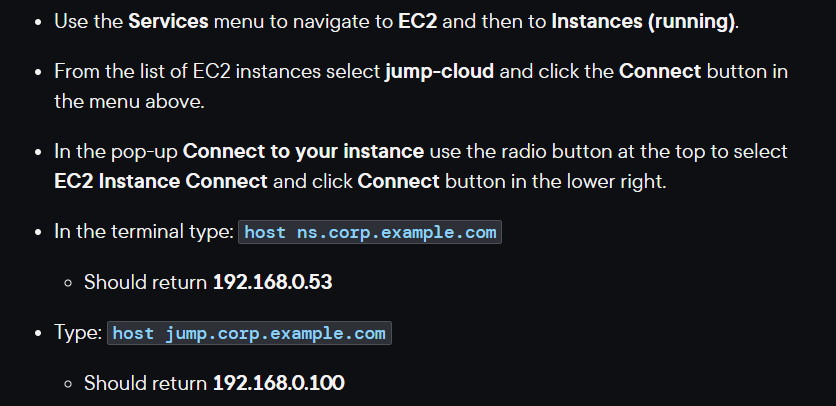 Use the Services menu to navigate to EC2 and then to Instances (running).
From the list of EC2 instances select jump-cloud and click the Connect button in
the menu above.
In the pop-up Connect to your instance use the radio button at the top to select
EC2 Instance Connect and click Connect button in the lower right.
In the terminal type: host ns.corp.example.com
Should return 192.168.0.53
Type: host jump.corp.example.com
Should return 192.168.0.100